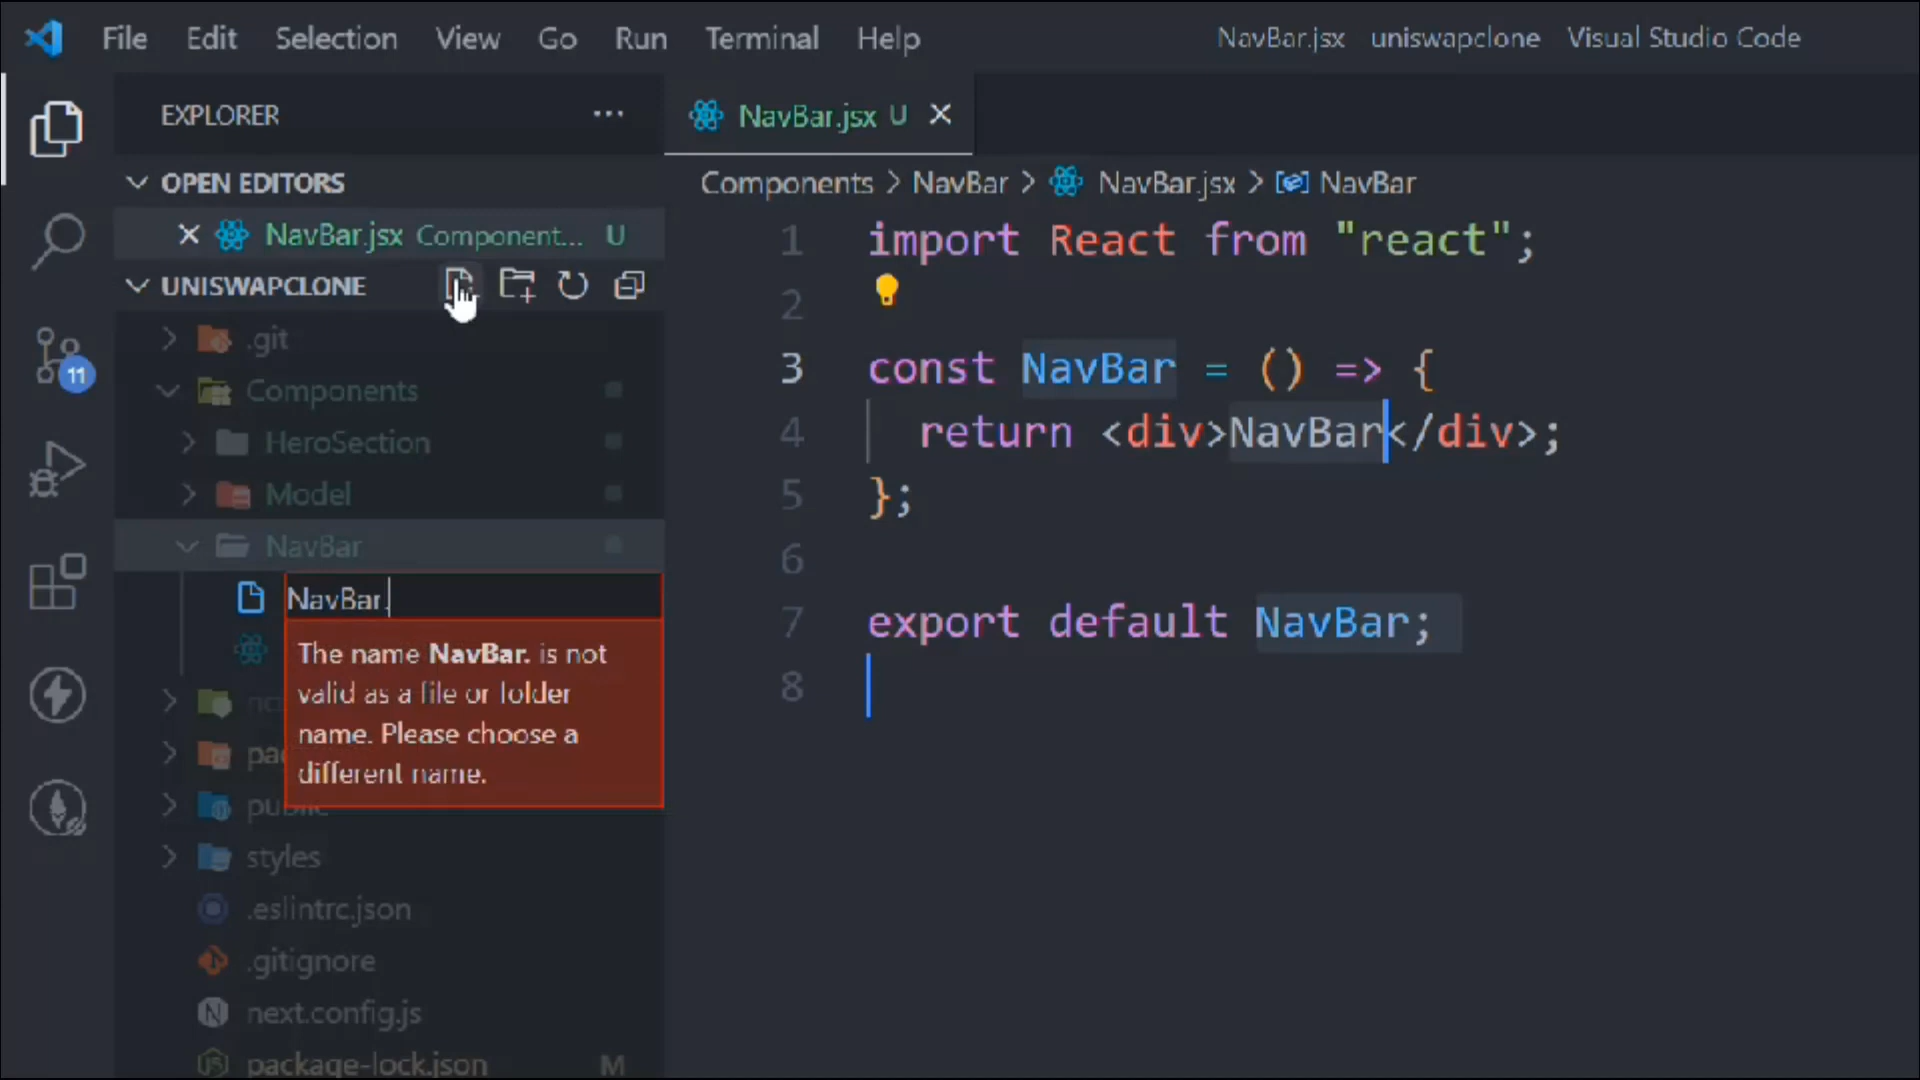 File Edit Selection View Go Run Terminal Help NavBar.jsx uniswapclone Visual Studio Code
EXPLORER
NavBar.jsx U
OPEN EDITORS
NavBar.jsx Component... U
UNISWAPCLONE
.git
Components
HeroSection
Model
NavBar
NavBar.
The name NavBar. is not
valid as a file or folder
name. Please choose a
different name.
public
styles
.eslintrc.json
.gitignore
next.config.js
package-lock.json M
11
Components > NavBar > NavBar.jsx > NavBar
1 import React from "react";
2
3 const NavBar = () => {
4 return <div>NavBar</div>;
5 };
6
7 export default NavBar;
8